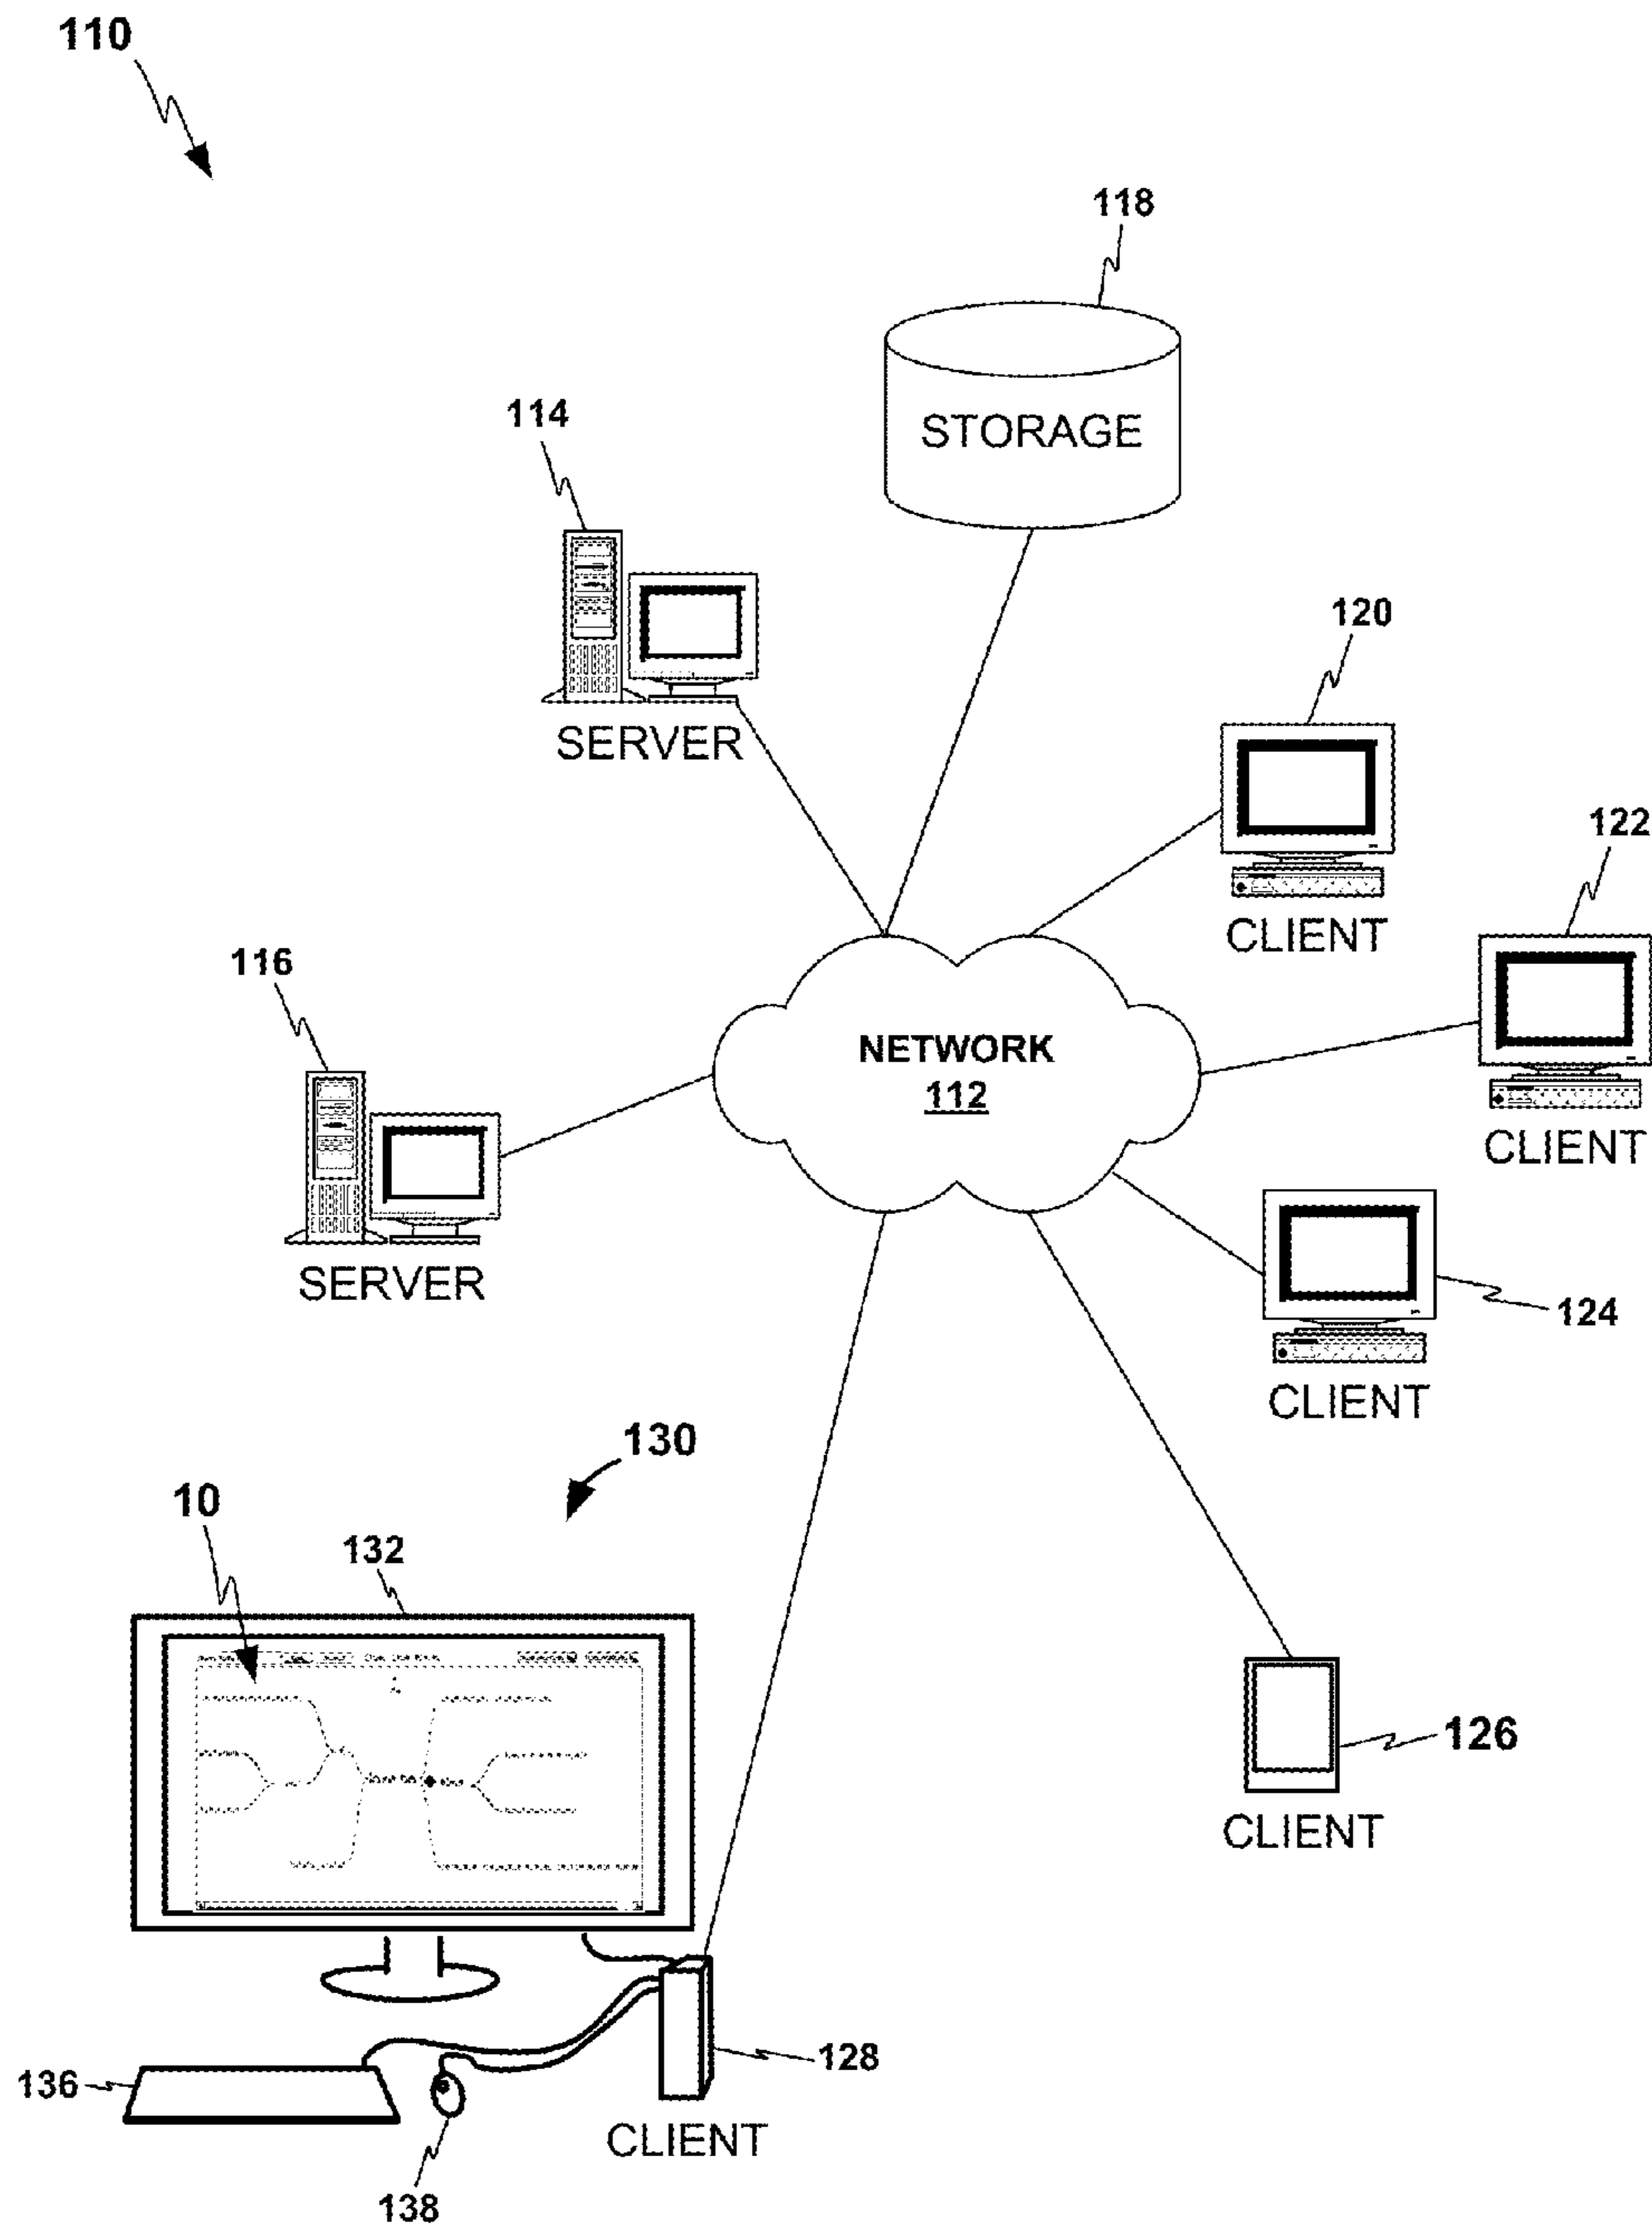 110
118
STORAGE
114
SERVER
120
CLIENT
122
CLIENT
116
SERVER
NETWORK
112
124
CLIENT
130
10
132
126
CLIENT
128
CLIENT
136
138